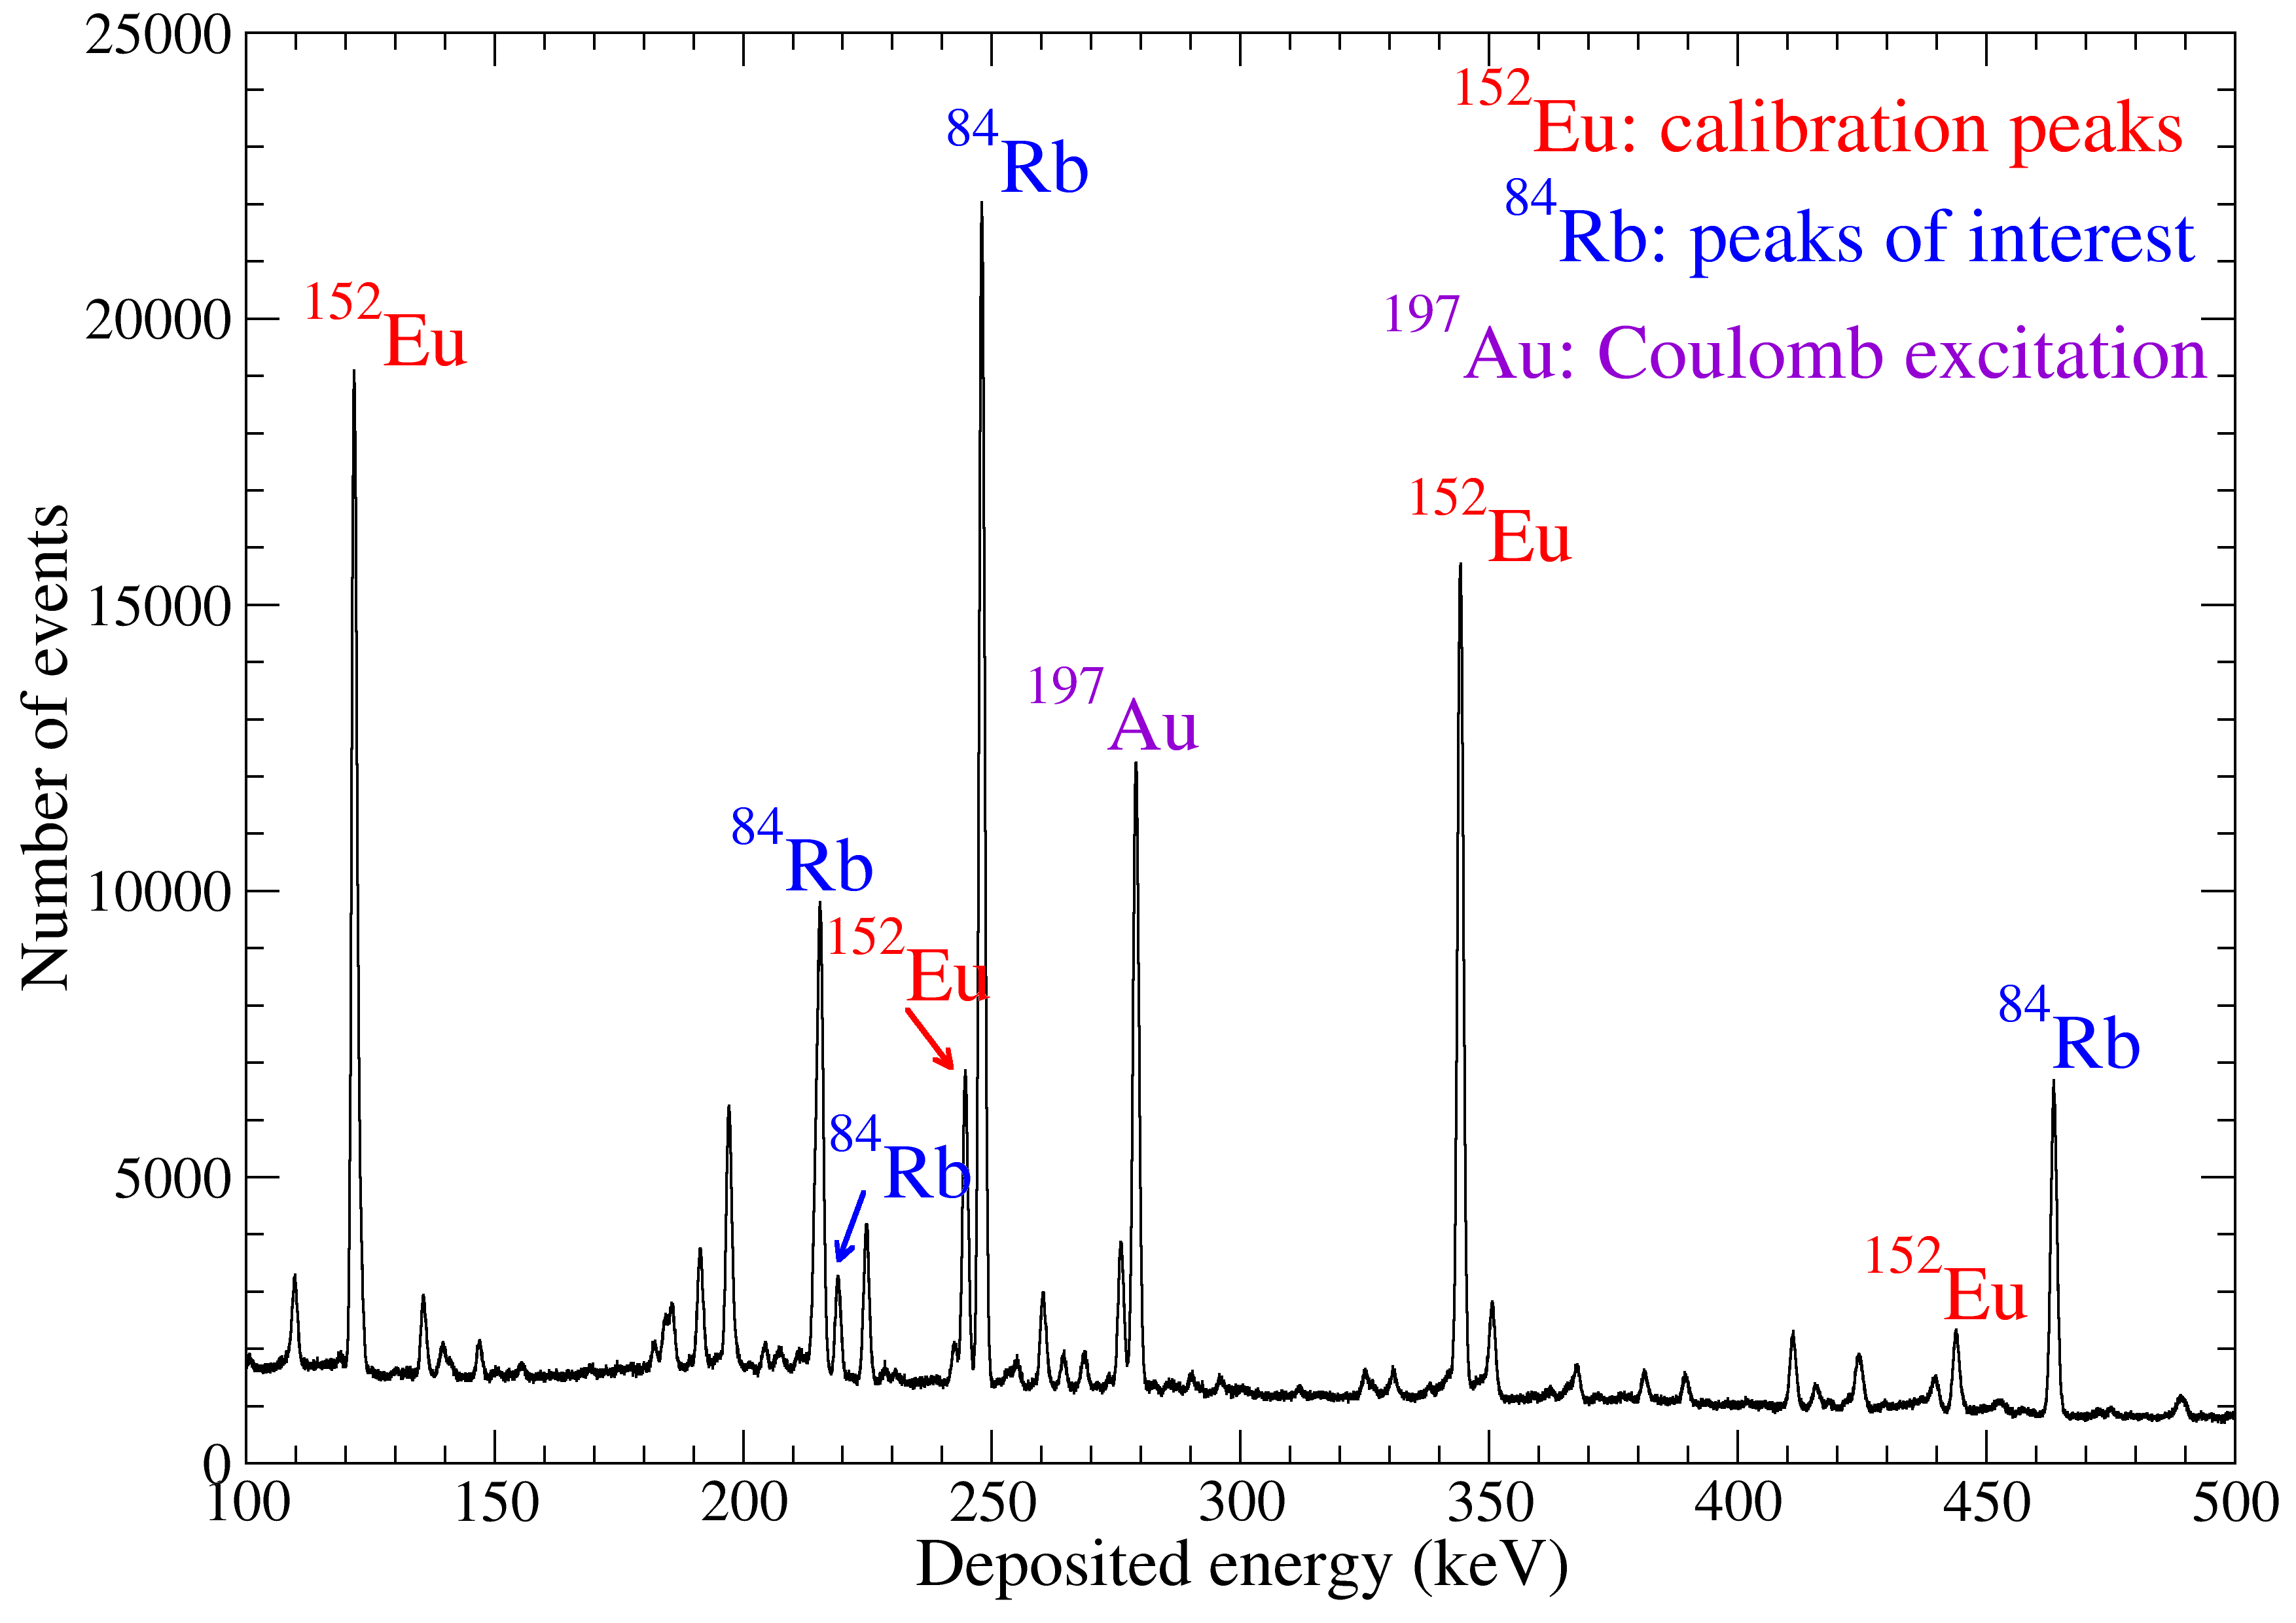 25000
20000
15000
10000
5000
0
Number of events
100 150 200 250 300 350 400 450 500
Deposited energy (keV)
152Eu: calibration peaks
84Rb: peaks of interest
197Au: Coulomb excitation
152Eu
84Rb
152Eu
84Rb
84Rb
197Au
152Eu
152Eu
84Rb